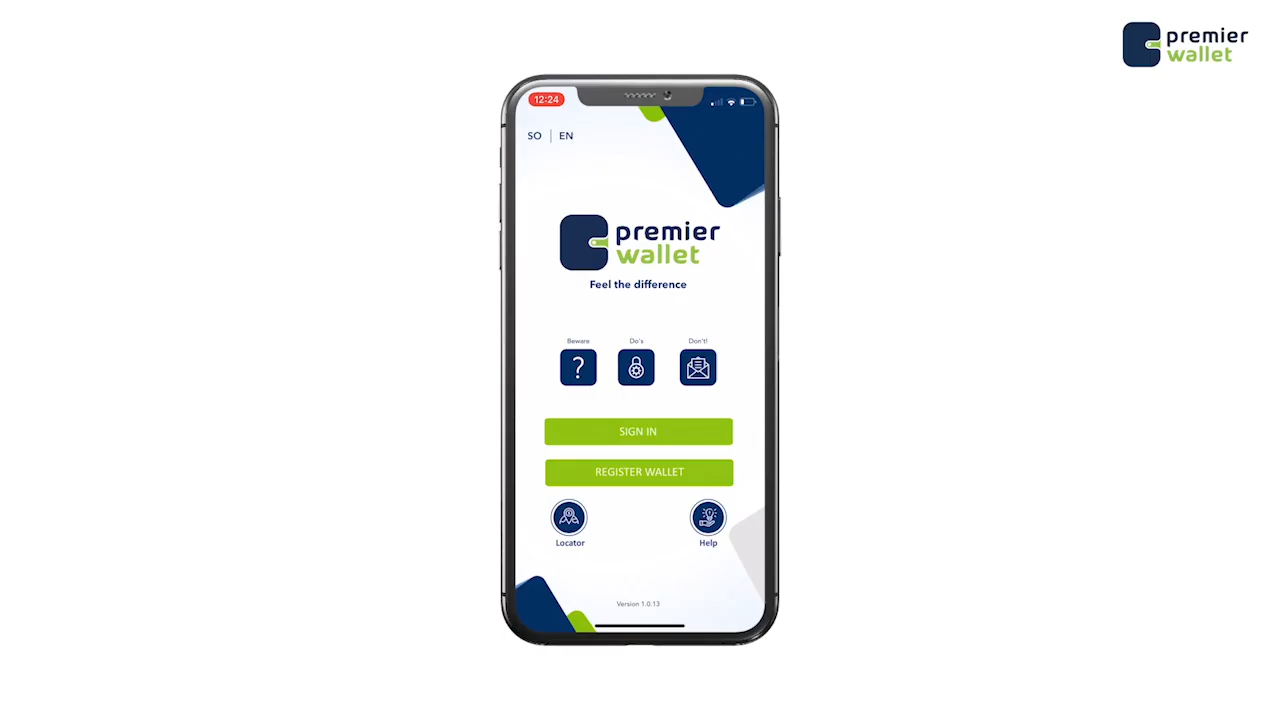 premier
wallet
12:24
SO | EN
premier
wallet
Feel the difference
Beware
Do's
Don't!
SIGN IN
REGISTER WALLET
Locator
Help
Version 1.0.13